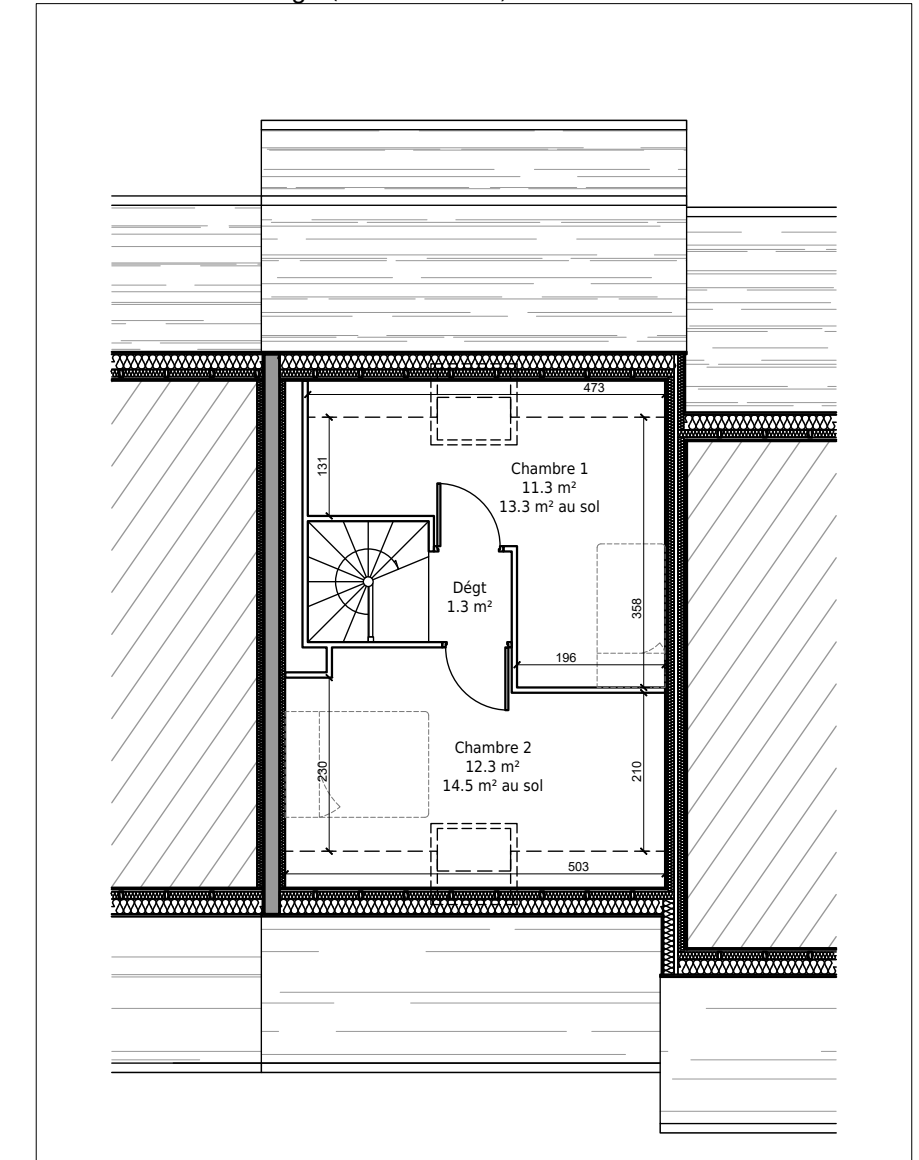 473
131
Chambre 1
11.3 m²
13.3 m² au sol
Dégt
1.3 m²
358
196
Chambre 2
12.3 m²
14.5 m² au sol
230
210
503